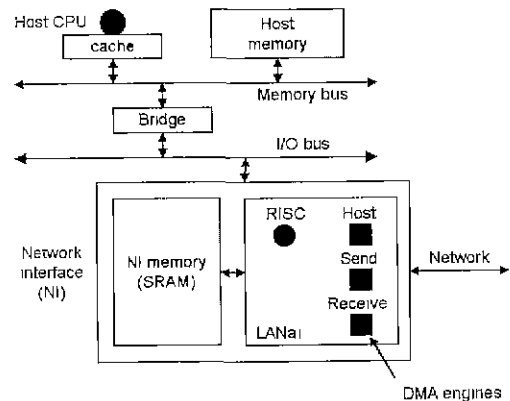 Host CPU
cache
Host
memory
Memory bus
Bridge
I/O bus
Network
interface
(NI)
NI memory
(SRAM)
RISC
Host
Send
Receive
LANai
Network
DMA engines